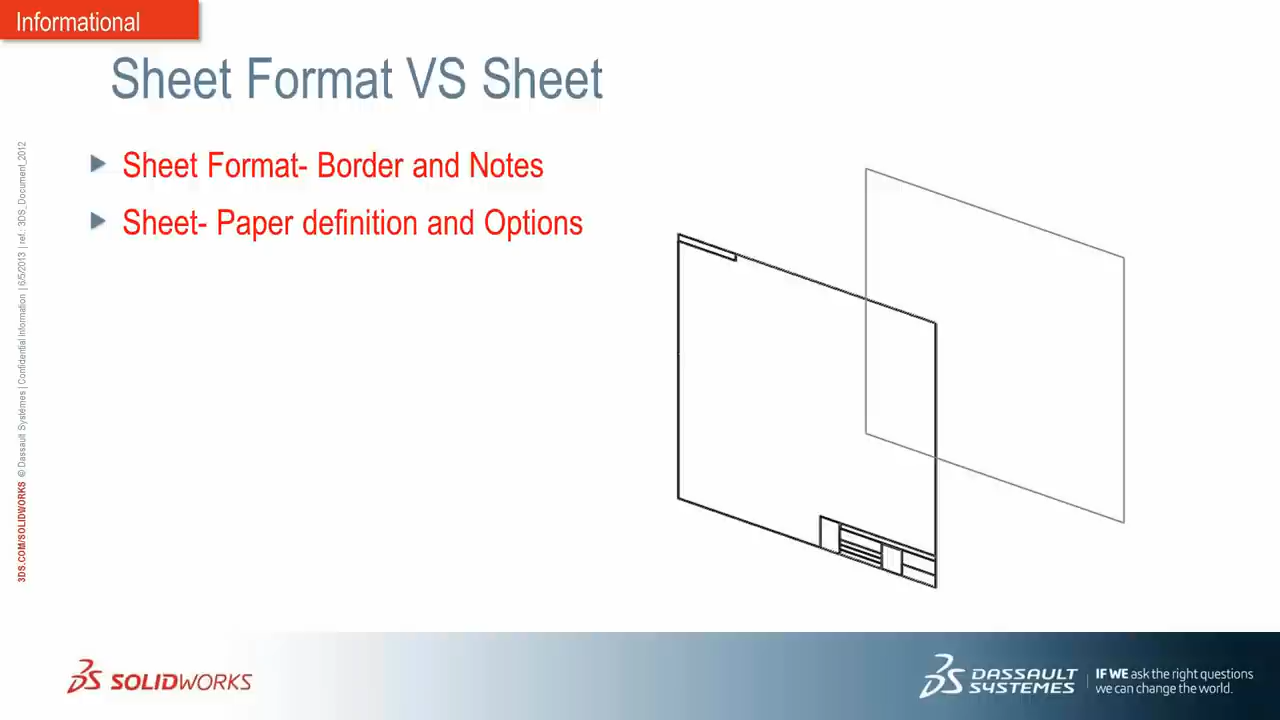 Informational
Sheet Format VS Sheet
Sheet Format- Border and Notes
Sheet- Paper definition and Options
3DS.COM/SOLIDWORKS © Dassault Systèmes | Confidential Information | 6/5/2013 | ref.: 3DS_Document_2012
SOLIDWORKS
DASSAULT
SYSTEMES
IF WE ask the right questions
we can change the world.